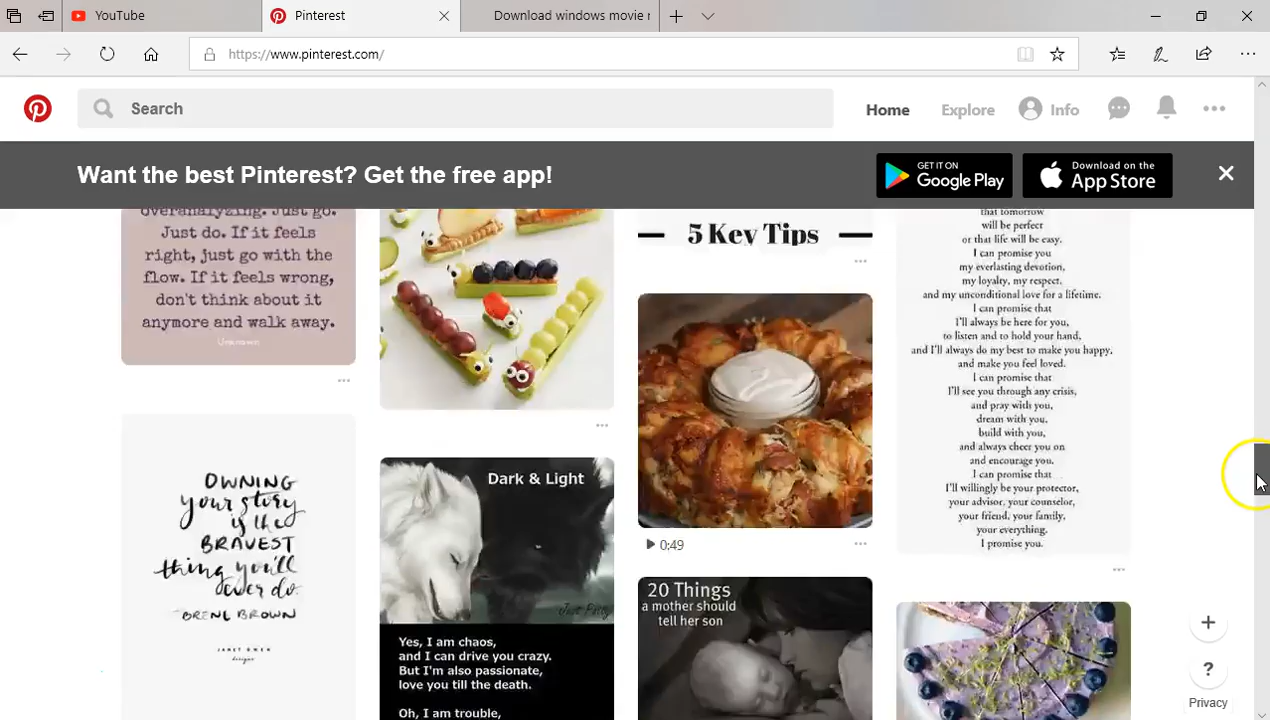 YouTube
Pinterest
Download windows movie r
https://www.pinterest.com/
Search
Home
Explore
Info
Want the best Pinterest? Get the free app!
GET IT ON
Google Play
Download on the
App Store
overanalyzing. Just go.
Just do. If it feels
right, just go with the
flow. If it feels wrong,
don't think about it
anymore and walk away.
Unknown
OWNING
your story
is the
BRAVEST
thing you'll
ever do.
BRENE BROWN
Dark & Light
Yes, I am chaos,
and I can drive you crazy.
But I'm also passionate,
love you till the death.
Oh, I am trouble,
5 Key Tips
0:49
20 Things
a mother should
tell her son
that tomorrow
will be perfect
or that life will be easy.
I can promise you
my everlasting devotion,
my loyalty, my respect,
and my unconditional love for a lifetime.
I can promise that
I'll always be here for you,
to listen and to hold your hand,
and I'll always do my best to make you happy,
and make you feel loved.
I can promise that
I'll see you through any crisis,
and pray with you,
dream with you,
build with you,
and always cheer you on
and encourage you.
I can promise that
I'll willingly be your protector,
your advisor, your counselor,
your friend, your family,
your everything.
I promise you.
+
?
Privacy